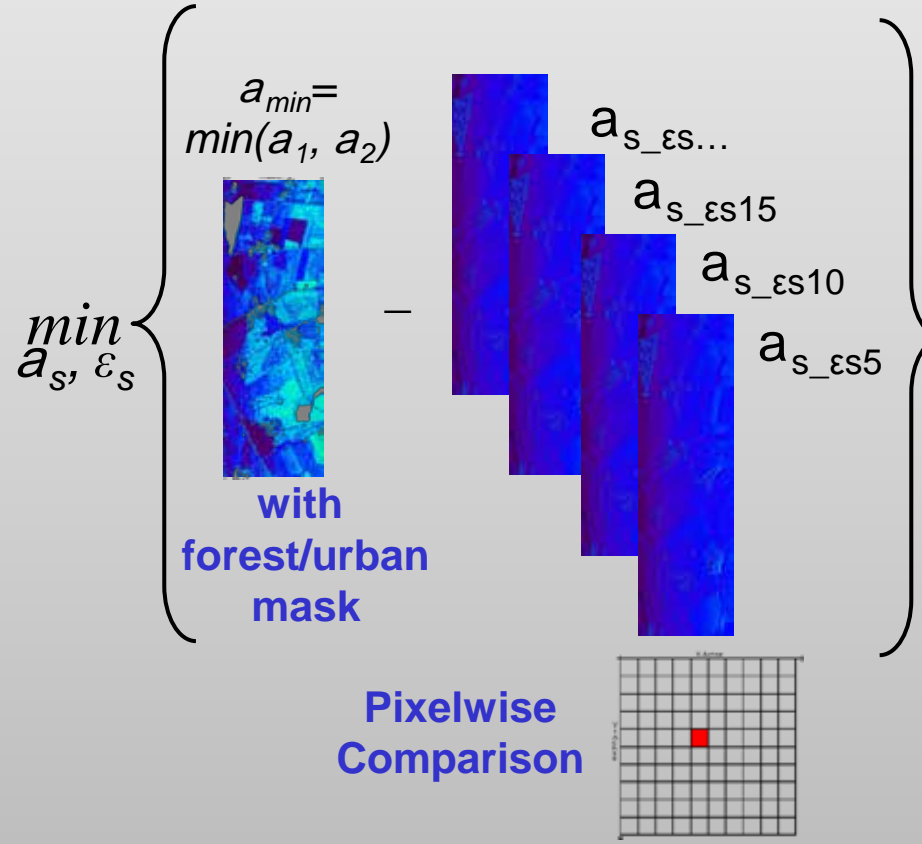 a_min=
min(a_1, a_2)
a_s_εs...
a_s_εs15
a_s_εs10
a_s_εs5
min
a_s, ε_s
–
with
forest/urban
mask
Pixelwise
Comparison